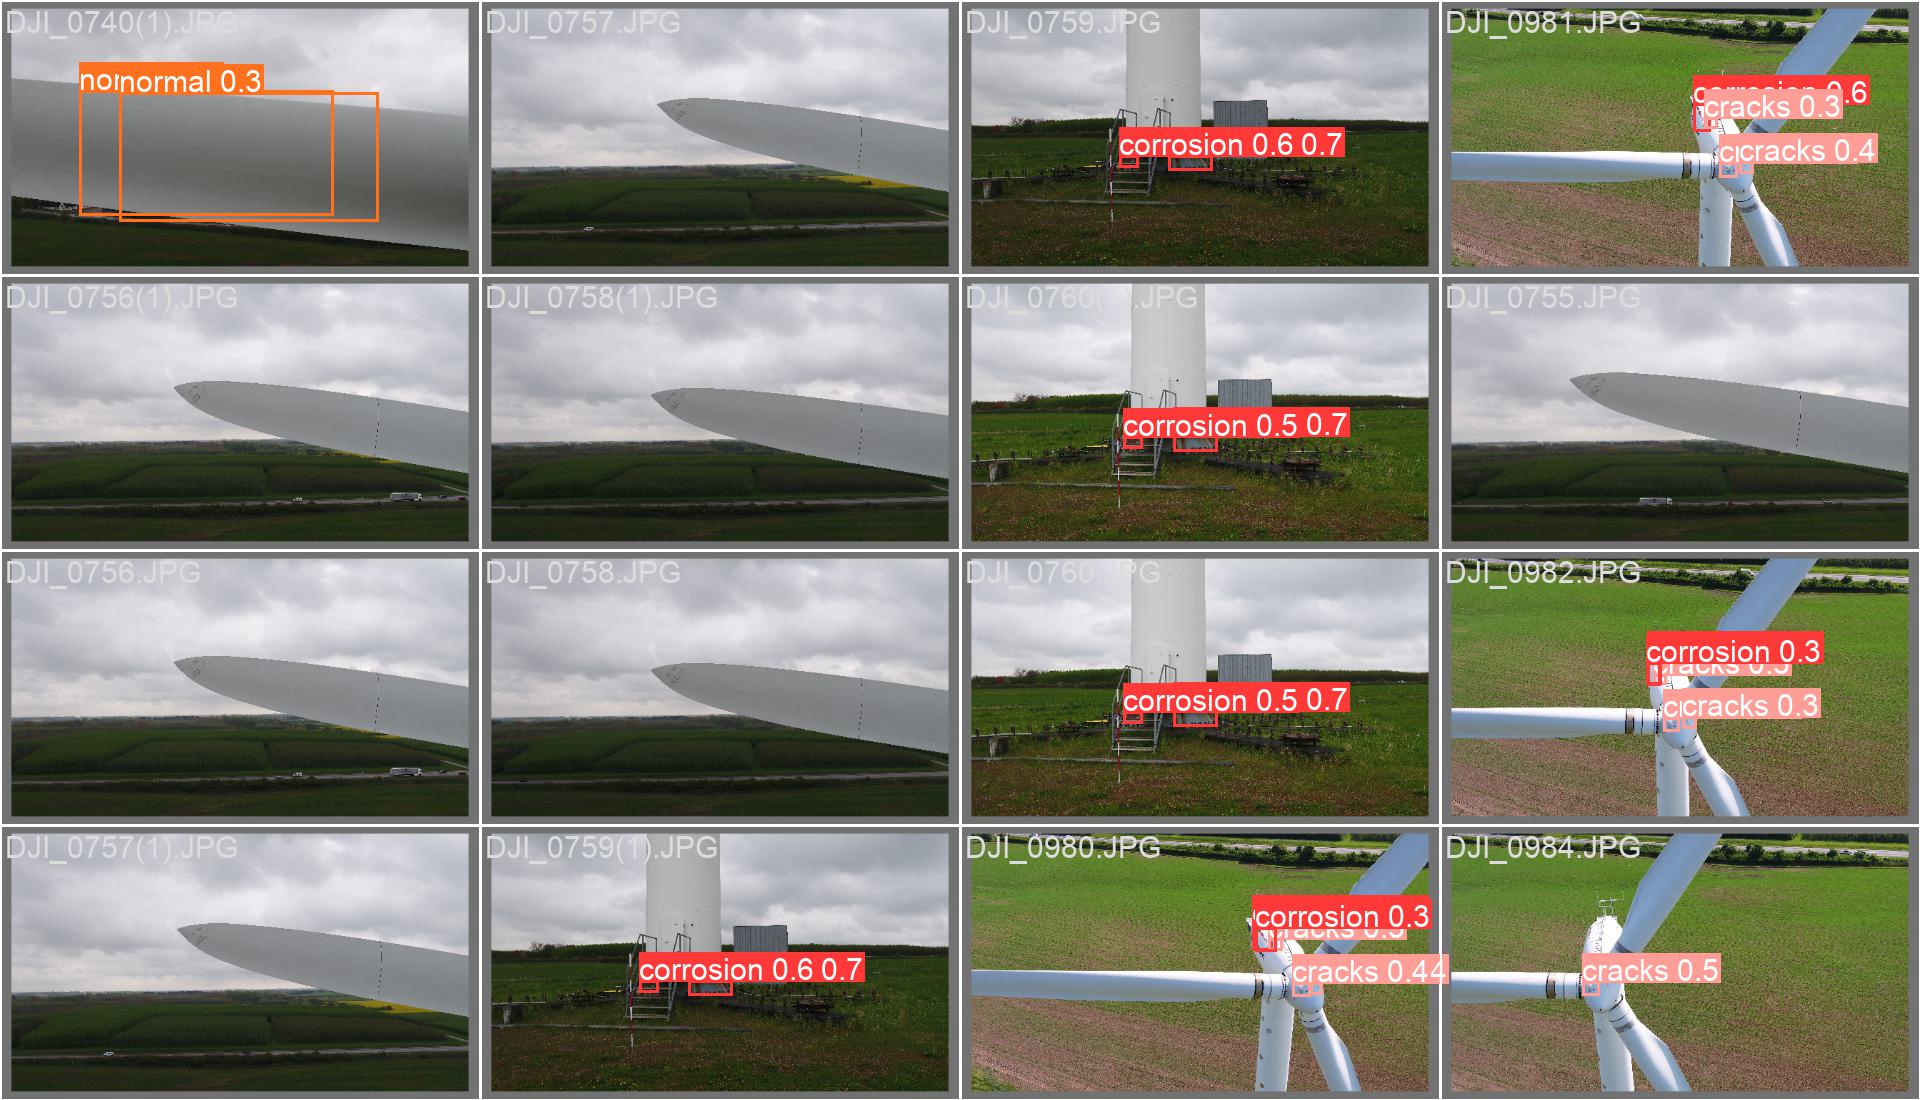 DJI_0740(1).JPG
normal 0.3
DJI_0757.JPG
DJI_0759.JPG
corrosion 0.6 0.7
DJI_0981.JPG
cracks 0.3
cracks 0.4
DJI_0756(1).JPG
DJI_0758(1).JPG
DJI_0760( .JPG
corrosion 0.5 0.7
DJI_0755.JPG
DJI_0756.JPG
DJI_0758.JPG
DJI_0760.JPG
corrosion 0.5 0.7
DJI_0982.JPG
corrosion 0.3
cracks 0.3
DJI_0757(1).JPG
DJI_0759(1).JPG
corrosion 0.6 0.7
DJI_0980.JPG
corrosion 0.3
cracks 0.44
DJI_0984.JPG
cracks 0.5